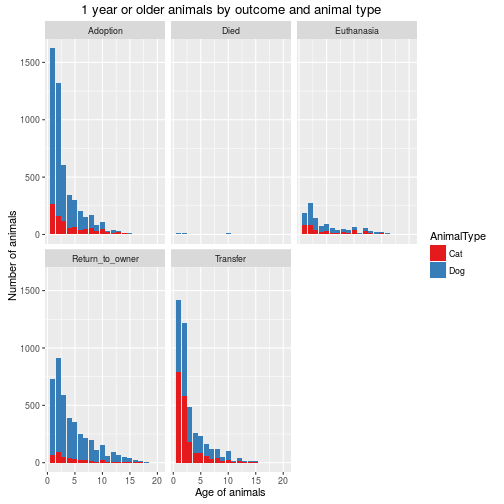 1 year or older animals by outcome and animal type
Adoption
Died
Euthanasia
1500
1000
500
0
Number of animals
AnimalType
Cat
Dog
Return_to_owner
Transfer
1500
1000
500
0
0 5 10 15 20
0 5 10 15 20
Age of animals